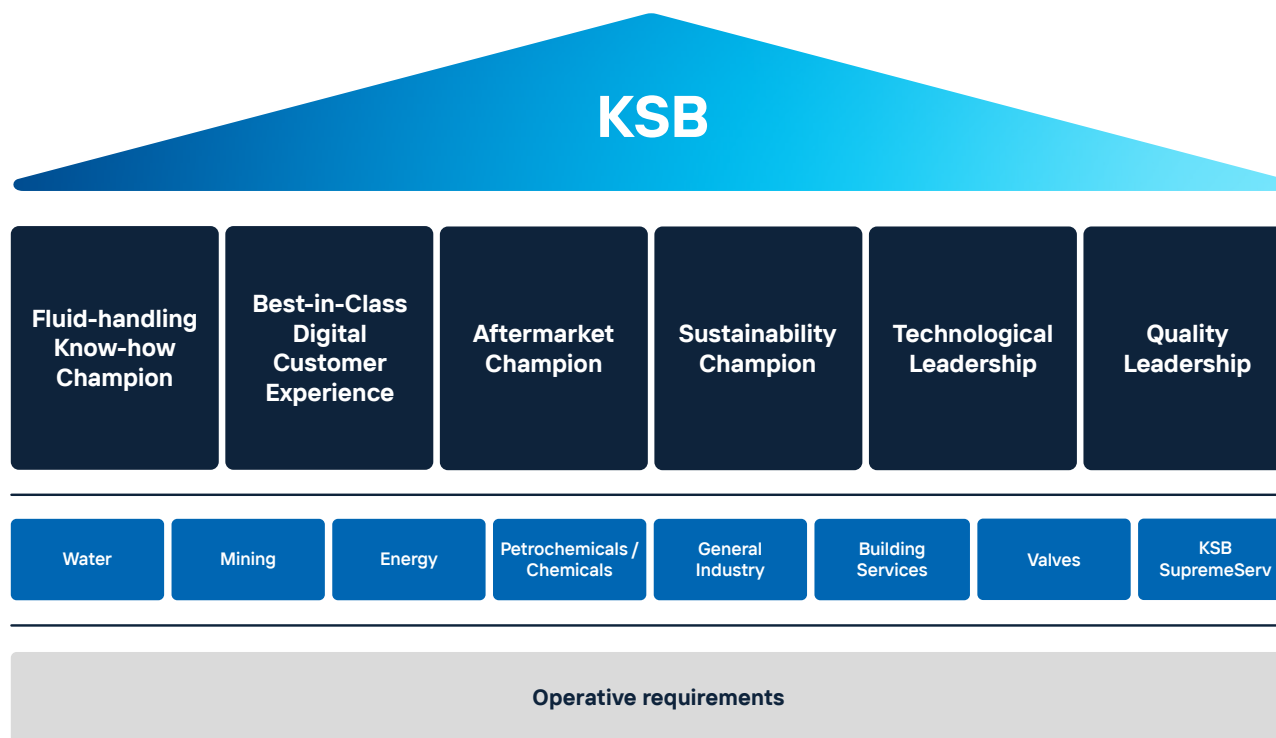 KSB
Fluid-handling
Know-how
Champion
Best-in-Class
Digital
Customer
Experience
Aftermarket
Champion
Sustainability
Champion
Technological
Leadership
Quality
Leadership
Water
Mining
Energy
Petrochemicals /
Chemicals
General
Industry
Building
Services
Valves
KSB
SupremeServ
Operative requirements